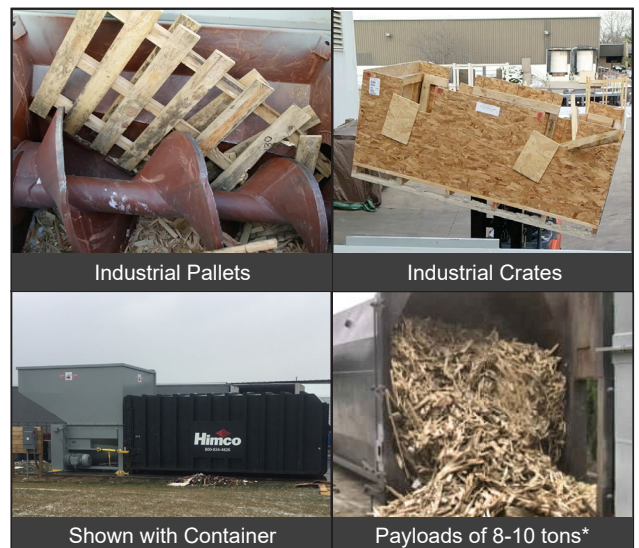 Industrial Pallets
Industrial Crates
Himco
Shown with Container
Payloads of 8-10 tons*